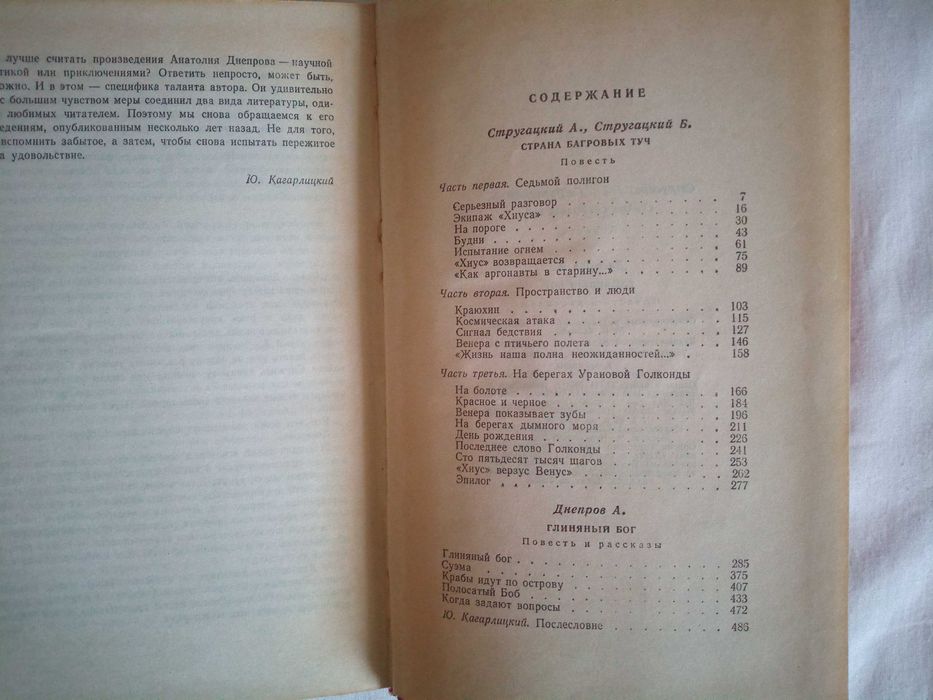 лучше считать произведения Анатолия Днепрова — научной
тикой или приключениями? Ответить непросто, может быть,
ожно. И в этом — специфика таланта автора. Он удивительно
с большим чувством меры соединил два вида литературы, оди-
любимых читателем. Поэтому мы снова обращаемся к его
ведениям, опубликованным несколько лет назад. Не для того,
вспомнить забытое, а затем, чтобы снова испытать пережитое
а удовольствие.
Ю. Кагарлицкий
СОДЕРЖАНИЕ
Стругацкий А., Стругацкий Б.
СТРАНА БАГРОВЫХ ТУЧ
Повесть
Часть первая. Седьмой полигон
Серьезный разговор . . . . . . . . . . 7
Экипаж «Хиуса» . . . . . . . . . . 16
На пороге . . . . . . . . . . 30
Будни . . . . . . . . . . 43
Испытание огнем . . . . . . . . . . 61
«Хиус» возвращается . . . . . . . . . . 75
«Как аргонавты в старину...» . . . . . . . 89
Часть вторая. Пространство и люди
Краюхин . . . . . . . . . . 103
Космическая атака . . . . . . . . . . 115
Сигнал бедствия . . . . . . . . . . 127
Венера с птичьего полета . . . . . . . . 146
«Жизнь наша полна неожиданностей...» . 158
Часть третья. На берегах Урановой Голконды
На болоте . . . . . . . . . . 166
Красное и черное . . . . . . . . . . 184
Венера показывает зубы . . . . . . . . 196
На берегах дымного моря . . . . . . . . 211
День рождения . . . . . . . . . . 226
Последнее слово Голконды . . . . . . . . 241
Сто пятьдесят тысяч шагов . . . . . . . . 253
«Хиус» верзус Венус» . . . . . . . . . . 262
Эпилог . . . . . . . . . . 277
Днепров А.
ГЛИНЯНЫЙ БОГ
Повесть и рассказы
Глиняный бог . . . . . . . . . . 285
Суэма . . . . . . . . . . 375
Крабы идут по острову . . . . . . . . . . 407
Полосатый Боб . . . . . . . . . . 433
Когда задают вопросы . . . . . . . . . . 472
Ю. Кагарлицкий. Послесловие . . . . . . . . 486